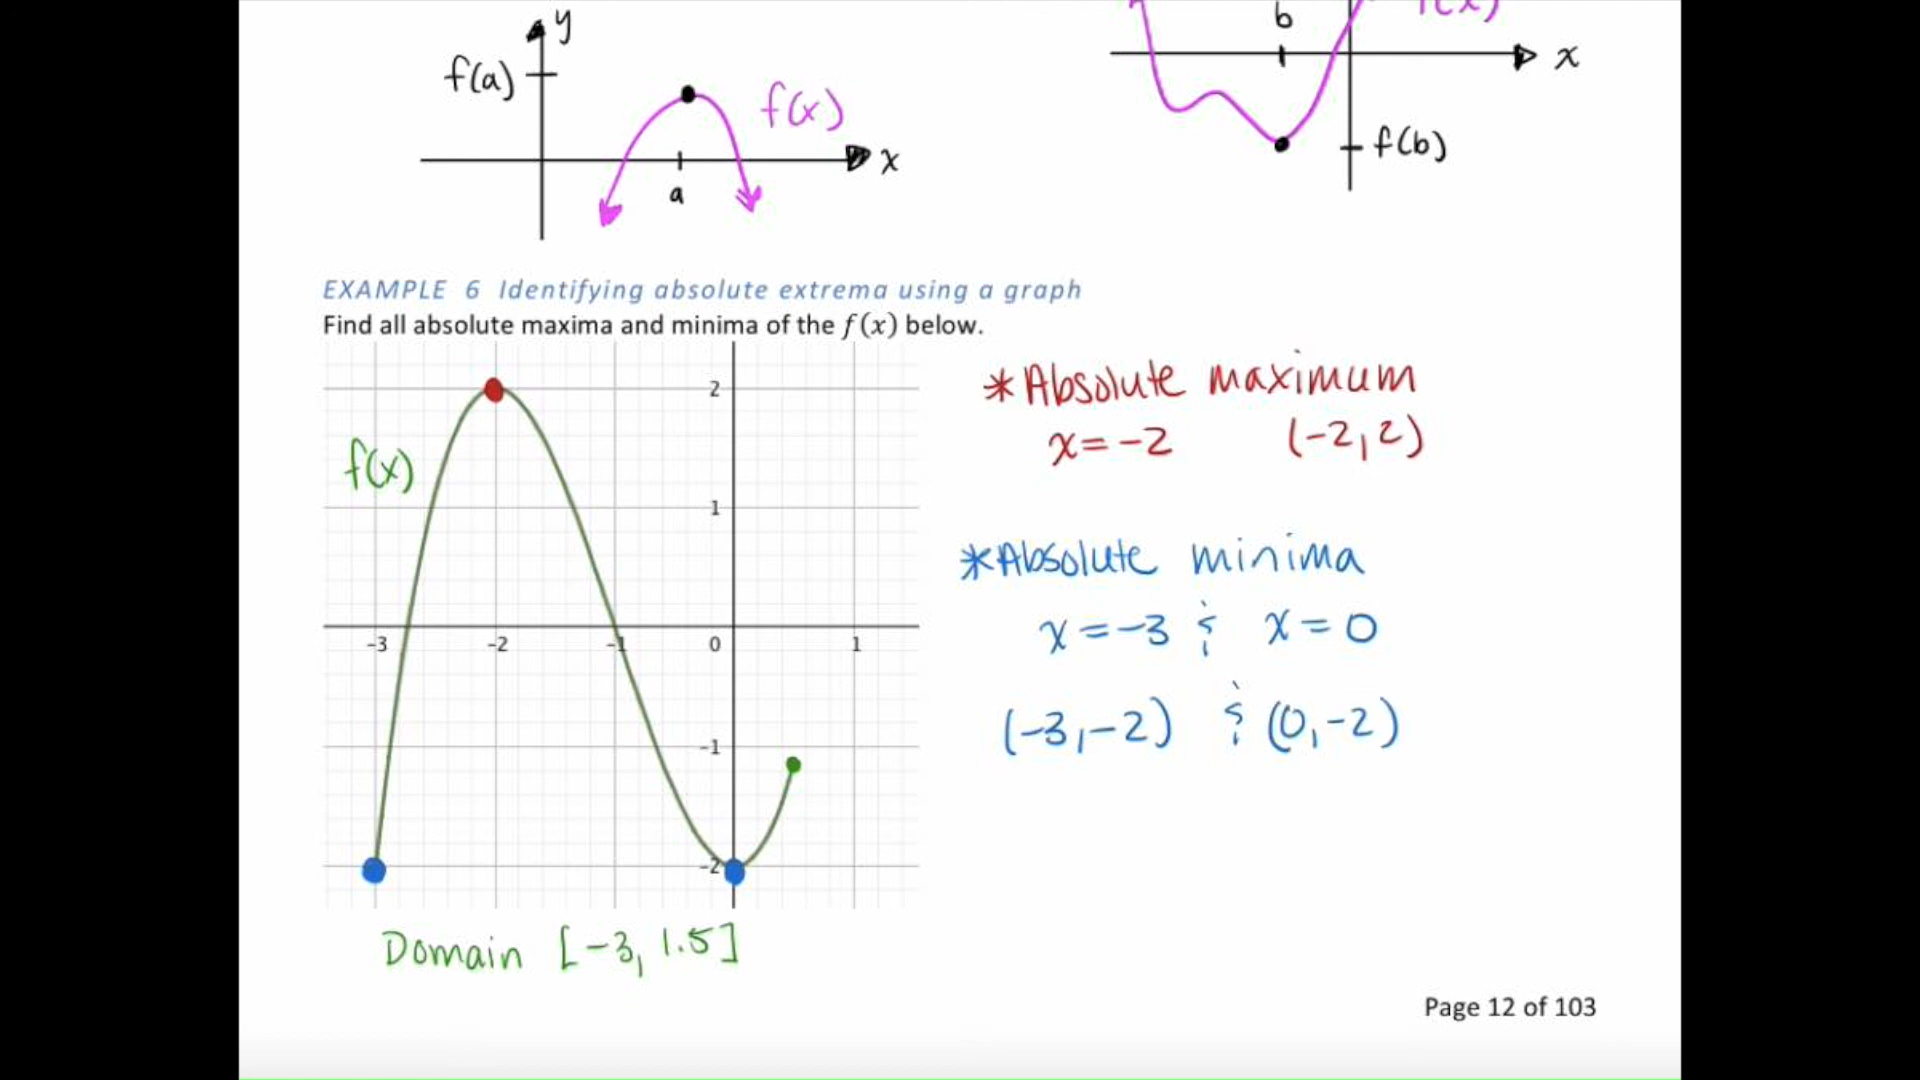 y
f(a)
f(x)
x
a
b
x
f(b)
EXAMPLE 6 Identifying absolute extrema using a graph
Find all absolute maxima and minima of the f(x) below.
f(x)
2
1
-3 -2 -1 0 1
-1
-2
Domain [-3, 1.5]
*Absolute maximum
x=-2 (-2,2)
*Absolute minima
x=-3 & x=0
(-3,-2) & (0,-2)
Page 12 of 103